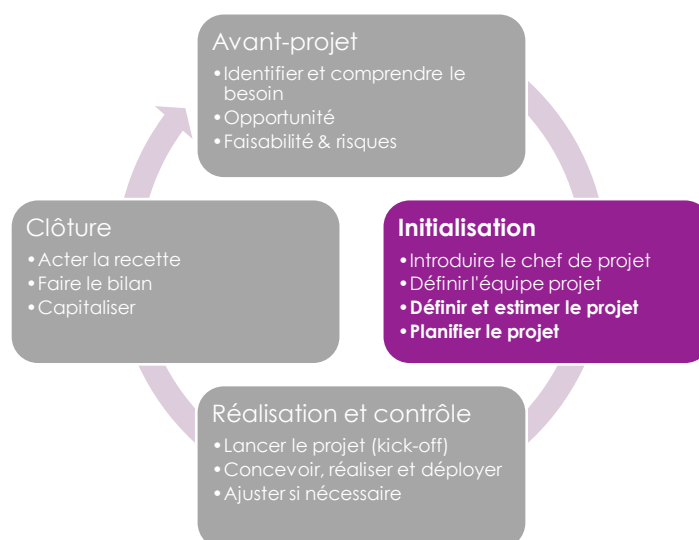 Avant-projet
•Identifier et comprendre le
besoin
•Opportunité
•Faisabilité & risques
Initialisation
•Introduire le chef de projet
•Définir l'équipe projet
•Définir et estimer le projet
•Planifier le projet
Réalisation et contrôle
•Lancer le projet (kick-off)
•Concevoir, réaliser et déployer
•Ajuster si nécessaire
Clôture
•Acter la recette
•Faire le bilan
•Capitaliser